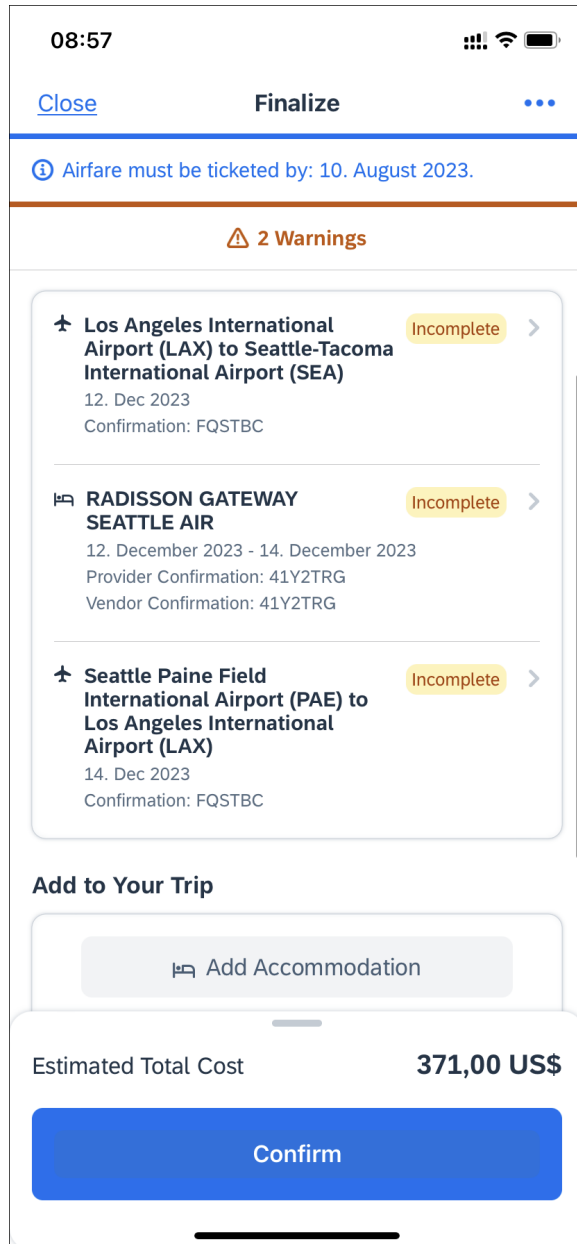 08:57
Close
Finalize
Airfare must be ticketed by: 10. August 2023.
2 Warnings
Los Angeles International
Airport (LAX) to Seattle-Tacoma
International Airport (SEA)
Incomplete
12. Dec 2023
Confirmation: FQSTBC
RADISSON GATEWAY
SEATTLE AIR
Incomplete
12. December 2023 - 14. December 2023
Provider Confirmation: 41Y2TRG
Vendor Confirmation: 41Y2TRG
Seattle Paine Field
International Airport (PAE) to
Los Angeles International
Airport (LAX)
Incomplete
14. Dec 2023
Confirmation: FQSTBC
Add to Your Trip
Add Accommodation
Estimated Total Cost
371,00 US$
Confirm